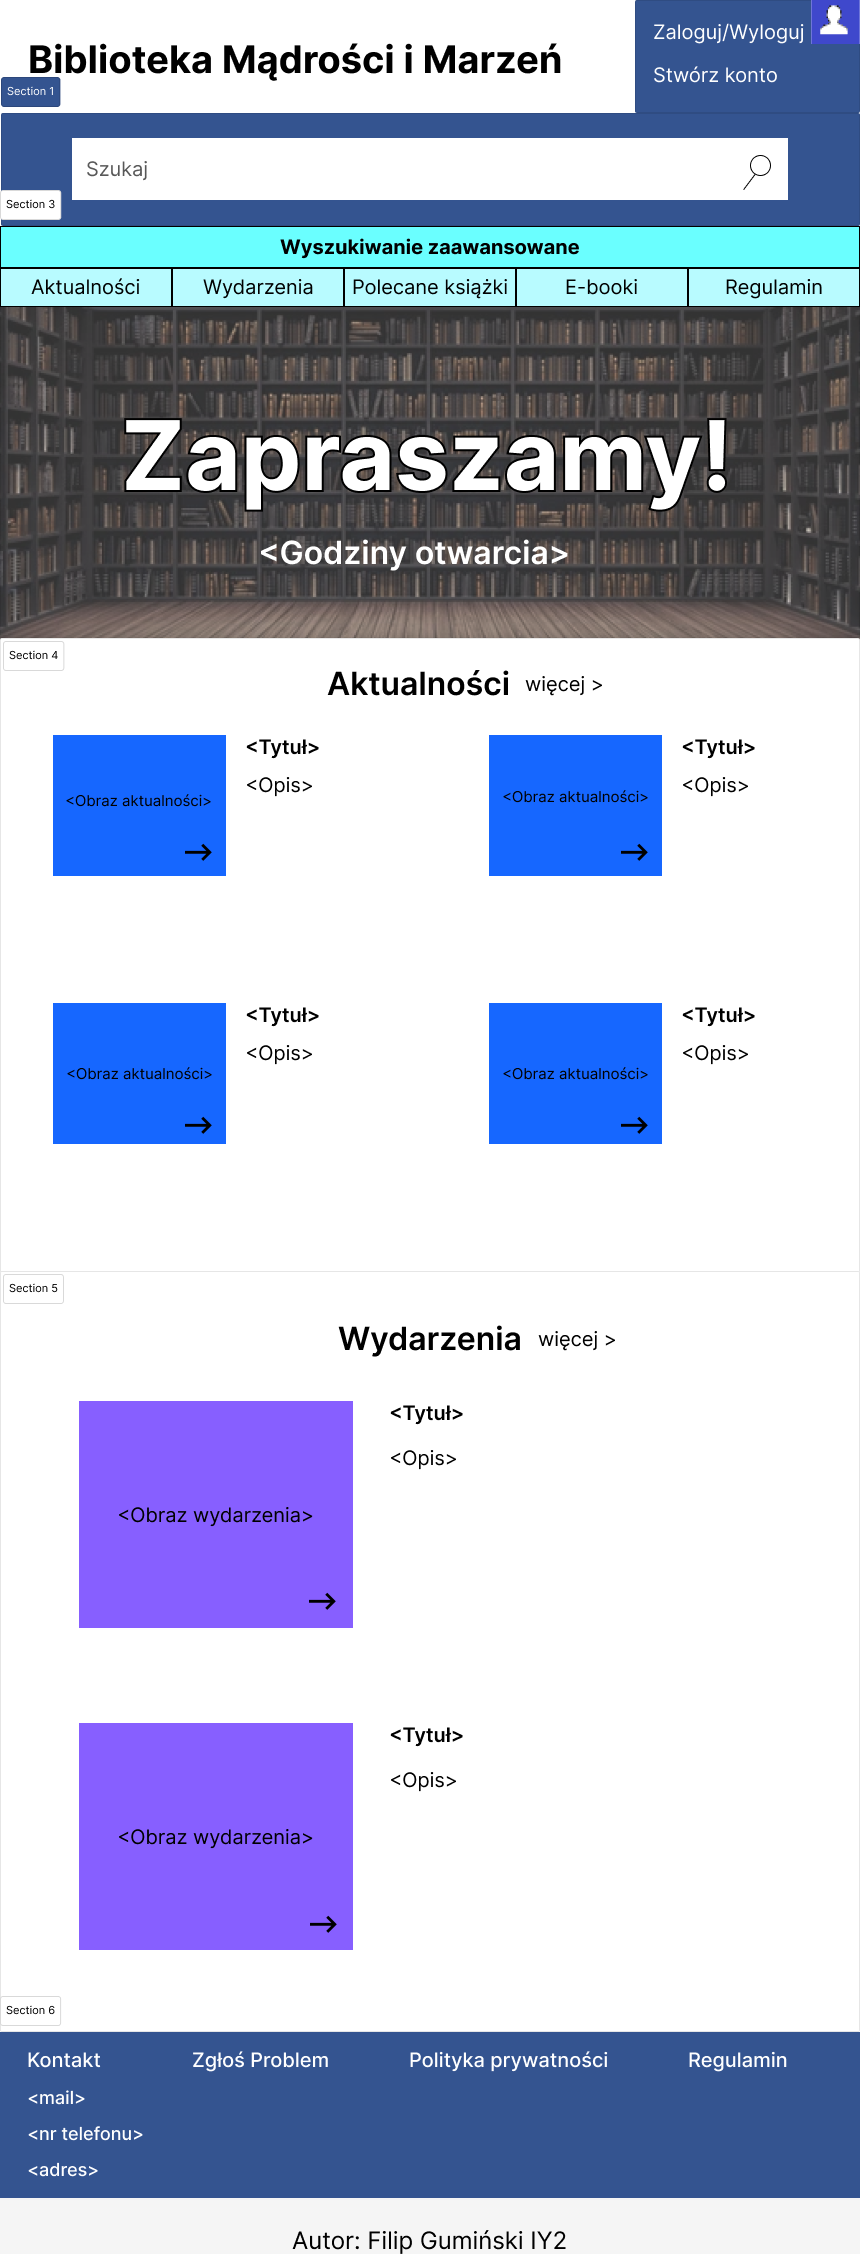 Biblioteka Mądrości i Marzeń
Zaloguj/Wyloguj
Stwórz konto
Section 1
Szukaj
Section 3
Wyszukiwanie zaawansowane
Aktualności
Wydarzenia
Polecane książki
E-booki
Regulamin
Zapraszamy!
<Godziny otwarcia>
Section 4
Aktualności
więcej >
<Obraz aktualności>
<Tytuł>
<Opis>
<Obraz aktualności>
<Tytuł>
<Opis>
<Obraz aktualności>
<Tytuł>
<Opis>
<Obraz aktualności>
<Tytuł>
<Opis>
Section 5
Wydarzenia
więcej >
<Obraz wydarzenia>
<Tytuł>
<Opis>
<Obraz wydarzenia>
<Tytuł>
<Opis>
Section 6
Kontakt
<mail>
<nr telefonu>
<adres>
Zgłoś Problem
Polityka prywatności
Regulamin
Autor: Filip Gumiński IY2